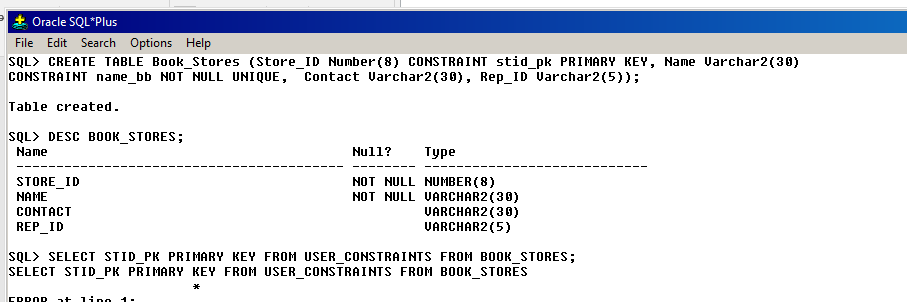 Oracle SQL*Plus
File Edit Search Options Help
SQL> CREATE TABLE Book_Stores (Store_ID Number(8) CONSTRAINT stid_pk PRIMARY KEY, Name Varchar2(30)
CONSTRAINT name_bb NOT NULL UNIQUE,  Contact Varchar2(30), Rep_ID Varchar2(5));
Table created.
SQL> DESC BOOK_STORES;
Name Null? Type
----------------------------------------- -------- ----------------------------
STORE_ID NOT NULL NUMBER(8)
NAME NOT NULL VARCHAR2(30)
CONTACT VARCHAR2(30)
REP_ID VARCHAR2(5)
SQL> SELECT STID_PK PRIMARY KEY FROM USER_CONSTRAINTS FROM BOOK_STORES;
SELECT STID_PK PRIMARY KEY FROM USER_CONSTRAINTS FROM BOOK_STORES
*
ERROR at line 1: